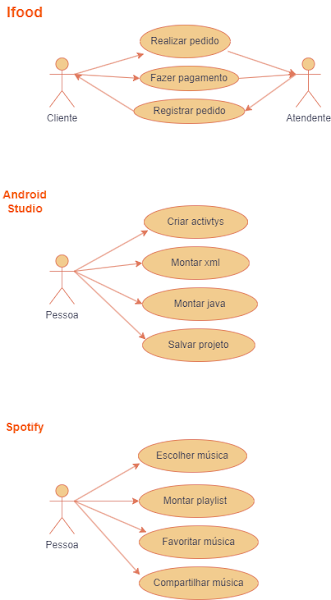 Ifood
Realizar pedido
Fazer pagamento
Registrar pedido
Cliente
Atendente
Android
Studio
Criar activtys
Montar xml
Montar java
Pessoa
Salvar projeto
Spotify
Escolher música
Montar playlist
Favoritar música
Pessoa
Compartilhar música